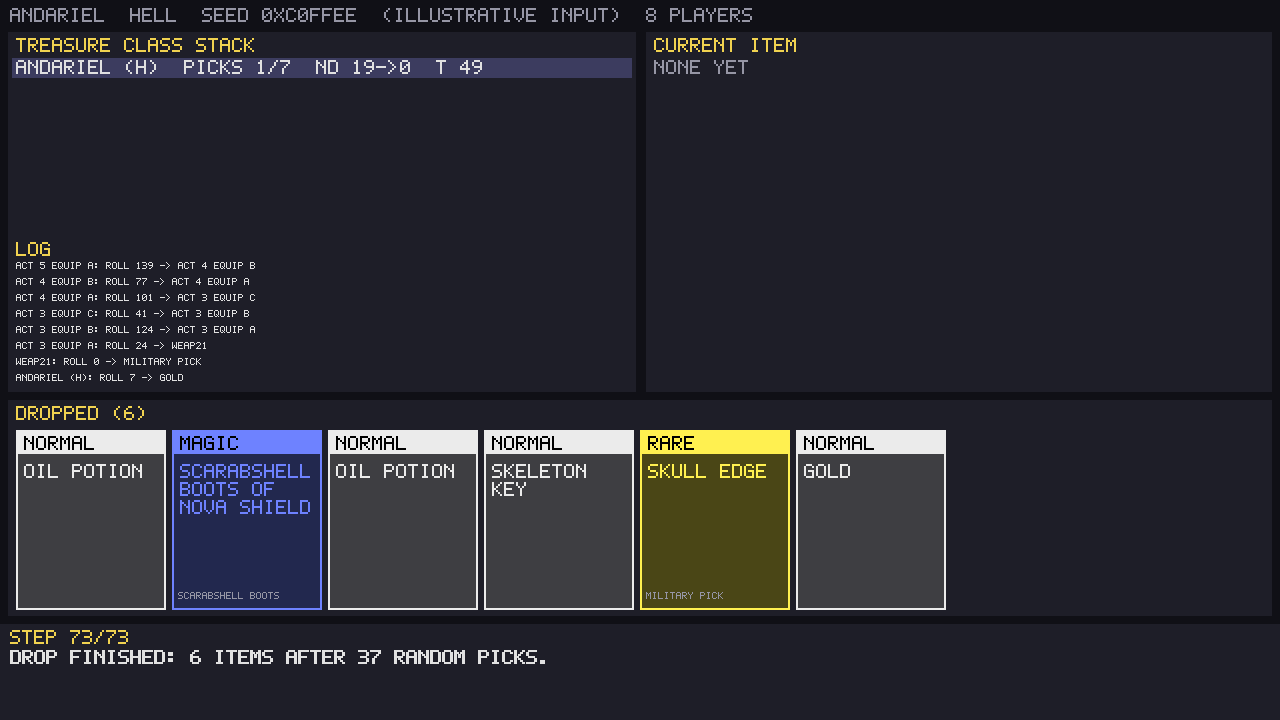 ANDARIEL  HELL  SEED 0XC0FFEE  (ILLUSTRATIVE INPUT)  8 PLAYERS
TREASURE CLASS STACK
ANDARIEL (H)  PICKS 1/7  ND 19->0  T 49
CURRENT ITEM
NONE YET
LOG
ACT 5 EQUIP A: ROLL 139 -> ACT 4 EQUIP B
ACT 4 EQUIP B: ROLL 77 -> ACT 4 EQUIP A
ACT 4 EQUIP A: ROLL 101 -> ACT 3 EQUIP C
ACT 3 EQUIP C: ROLL 41 -> ACT 3 EQUIP B
ACT 3 EQUIP B: ROLL 124 -> ACT 3 EQUIP A
ACT 3 EQUIP A: ROLL 24 -> WEAP21
WEAP21: ROLL 0 -> MILITARY PICK
ANDARIEL (H): ROLL 7 -> GOLD
DROPPED (6)
NORMAL
OIL POTION
MAGIC
SCARABSHELL
BOOTS OF
NOVA SHIELD
SCARABSHELL BOOTS
NORMAL
OIL POTION
NORMAL
SKELETON
KEY
RARE
SKULL EDGE
MILITARY PICK
NORMAL
GOLD
STEP 73/73
DROP FINISHED: 6 ITEMS AFTER 37 RANDOM PICKS.